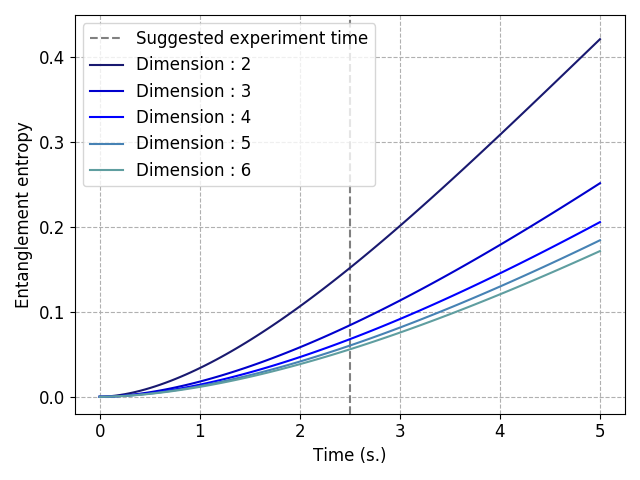 Suggested experiment time
Dimension : 2
Dimension : 3
Dimension : 4
Dimension : 5
Dimension : 6
Entanglement entropy
0.4
0.3
0.2
0.1
0.0
0 1 2 3 4 5
Time (s.)